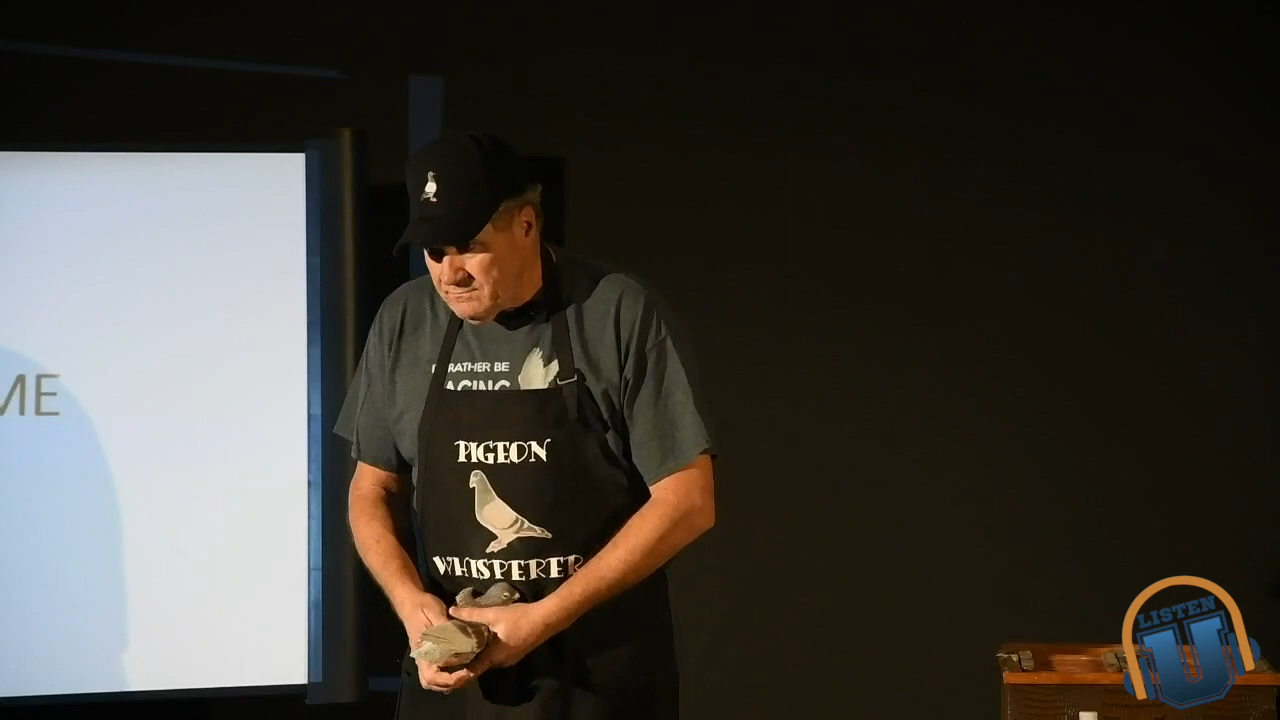 ME
RATHER BE
PIGEON
WHISPERER
LISTEN
U